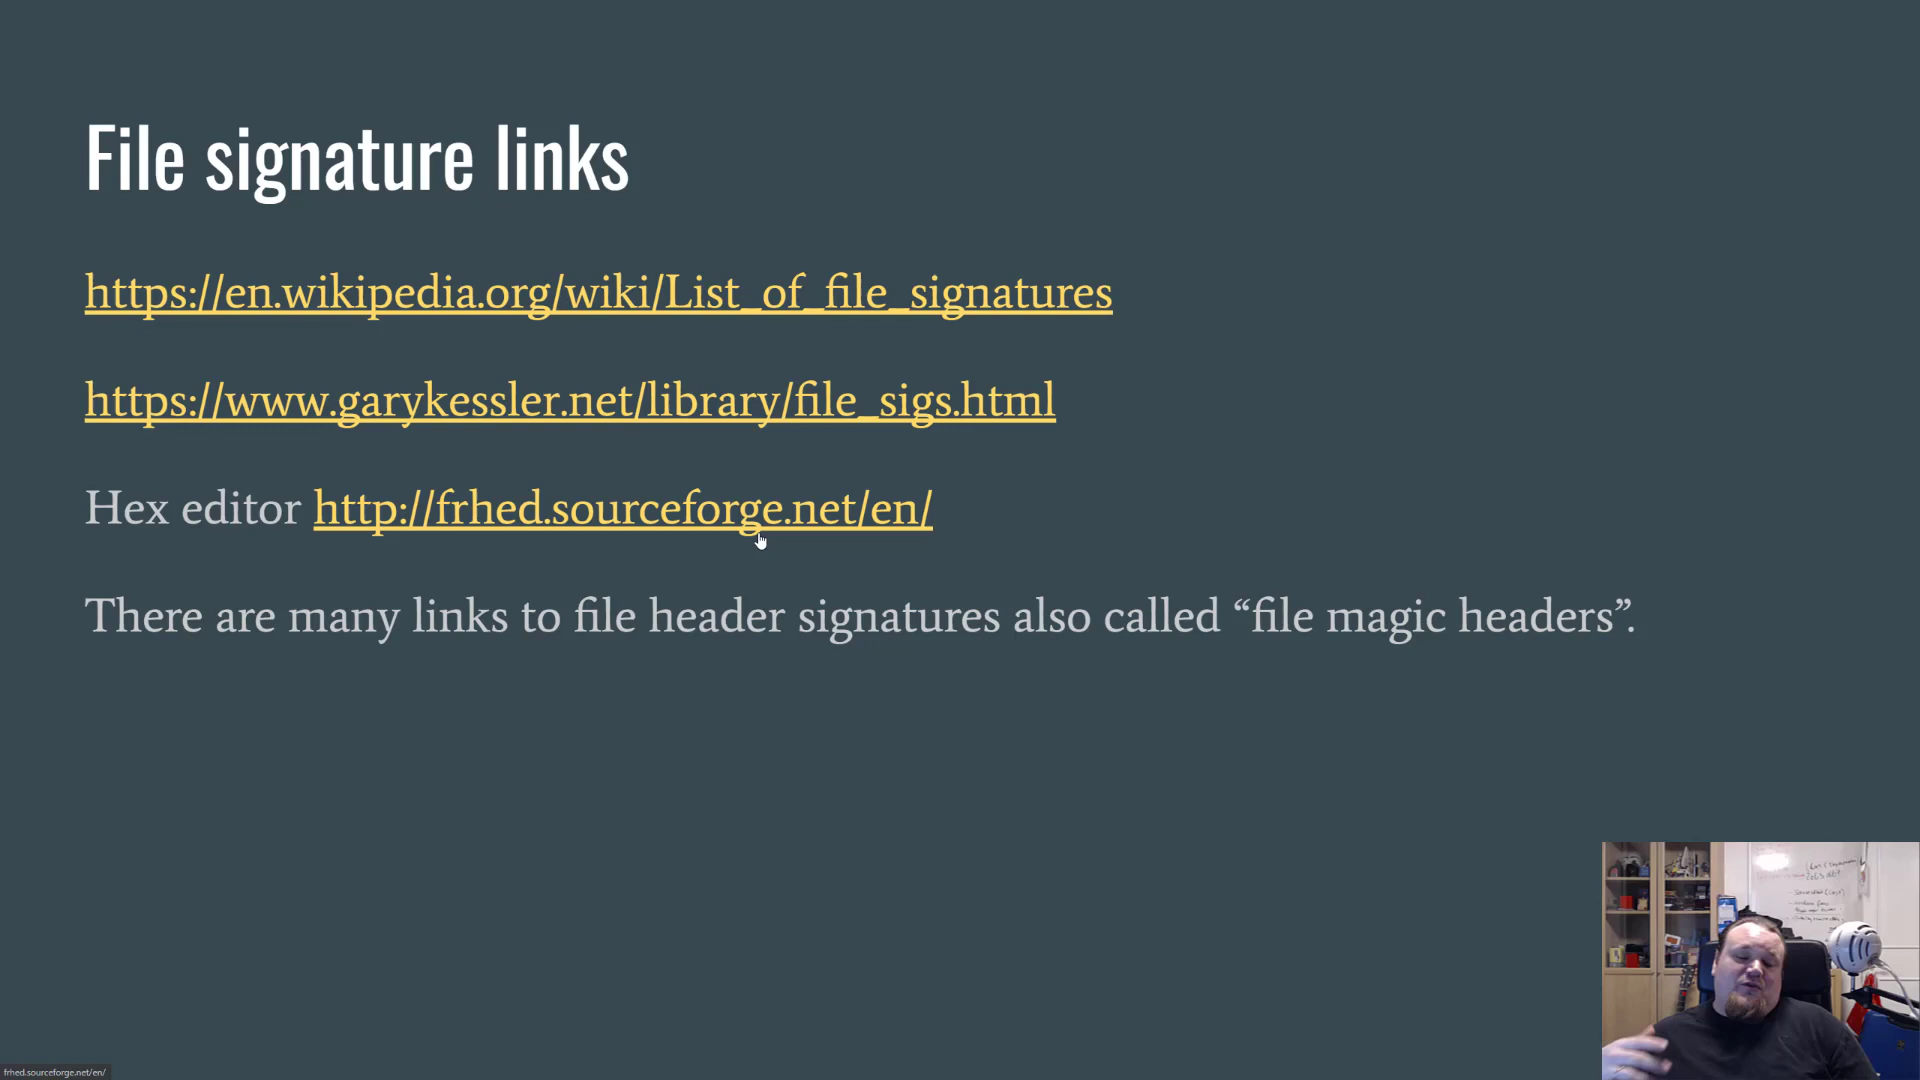 File signature links
https://en.wikipedia.org/wiki/List_of_file_signatures
https://www.garykessler.net/library/file_sigs.html
Hex editor http://frhed.sourceforge.net/en/
There are many links to file header signatures also called “file magic headers”.
frhed.sourceforge.net/en/